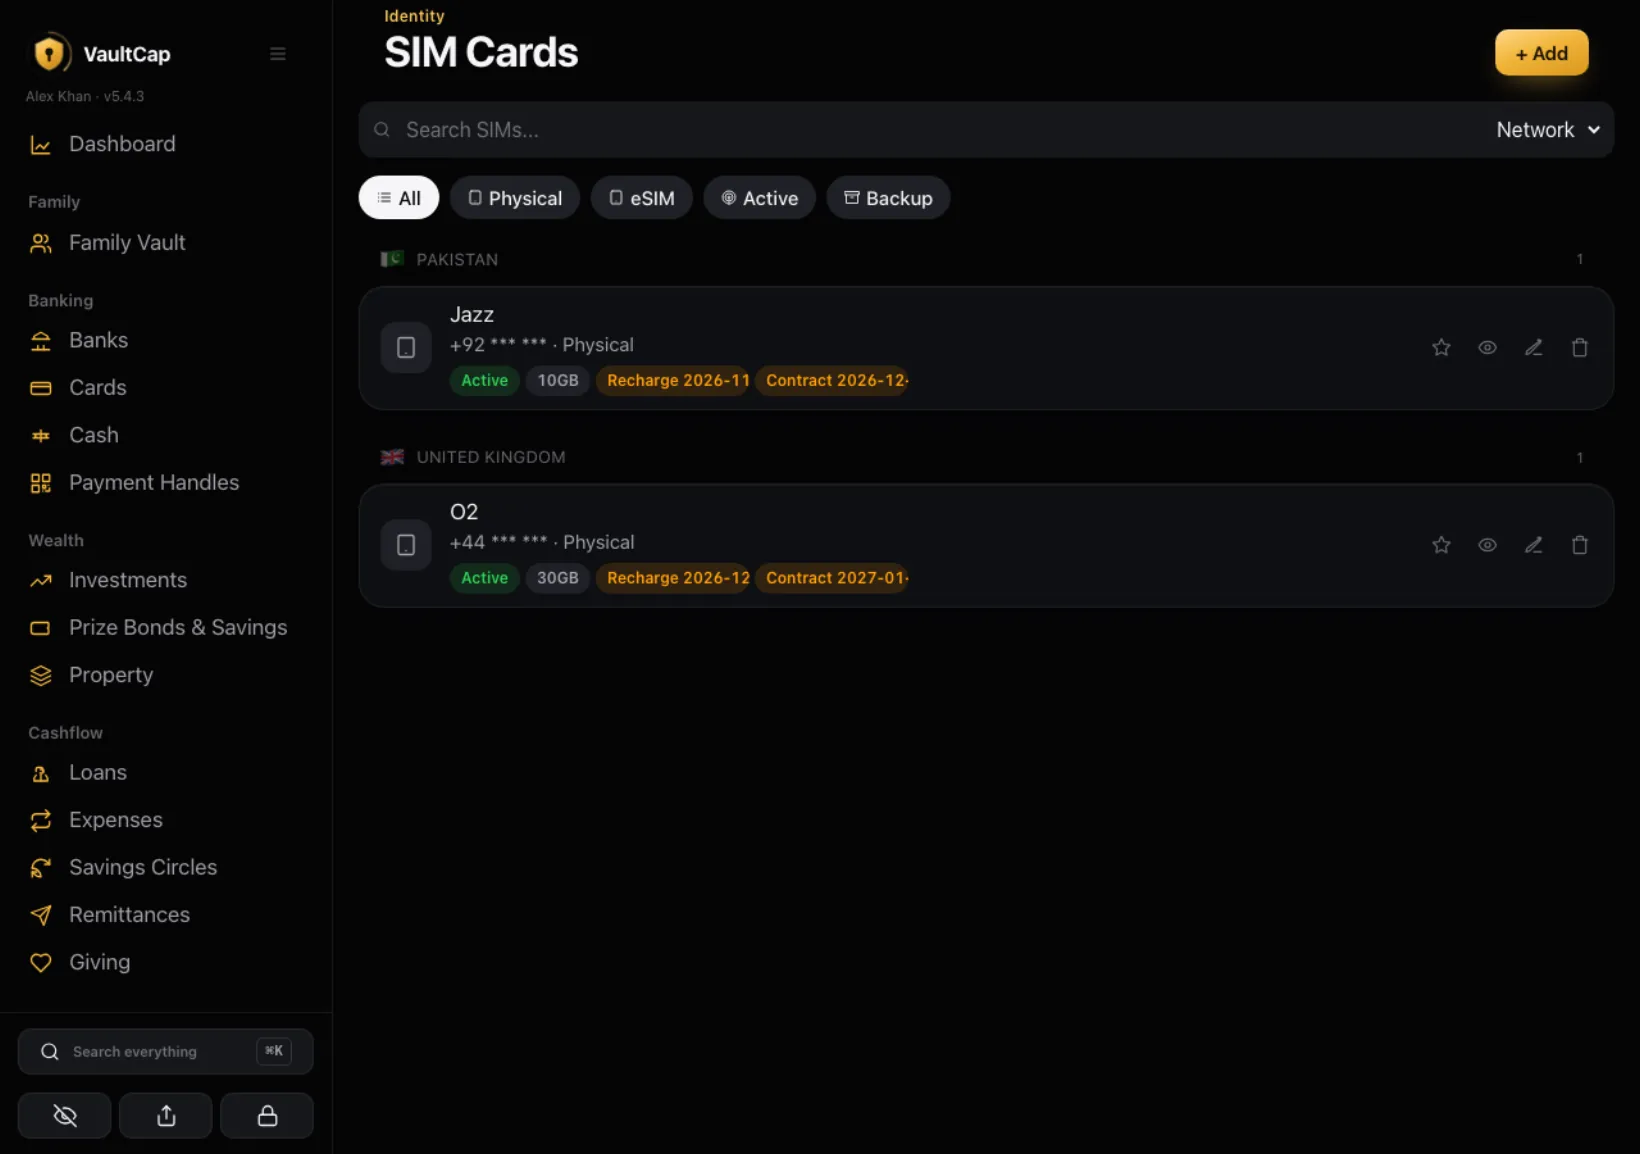 VaultCap
Alex Khan · v5.4.3
Dashboard
Family
Family Vault
Banking
Banks
Cards
Cash
Payment Handles
Wealth
Investments
Prize Bonds & Savings
Property
Cashflow
Loans
Expenses
Savings Circles
Remittances
Giving
Search everything ⌘K
Identity
SIM Cards
+ Add
Search SIMs...
Network
All Physical eSIM Active Backup
PAKISTAN 1
Jazz
+92 *** *** · Physical
Active 10GB Recharge 2026-11 Contract 2026-12-
UNITED KINGDOM 1
O2
+44 *** *** · Physical
Active 30GB Recharge 2026-12 Contract 2027-01-